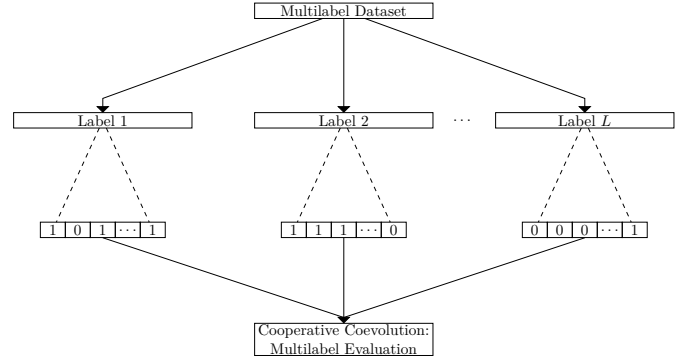 Multilabel Dataset
Label 1
Label 2
···
Label L
1 0 1 ··· 1
1 1 1 ··· 0
0 0 0 ··· 1
Cooperative Coevolution:
Multilabel Evaluation